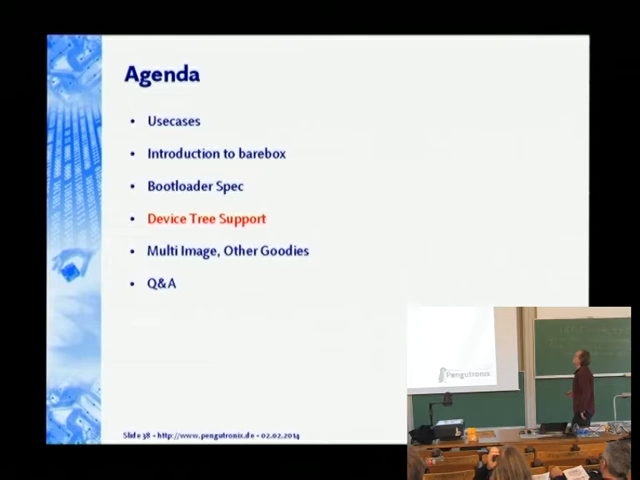 Agenda
• Usecases
• Introduction to barebox
• Bootloader Spec
• Device Tree Support
• Multi Image, Other Goodies
• Q&A
Slide 38 - http://www.pengutronix.de - 02.02.2014
Pengutronix